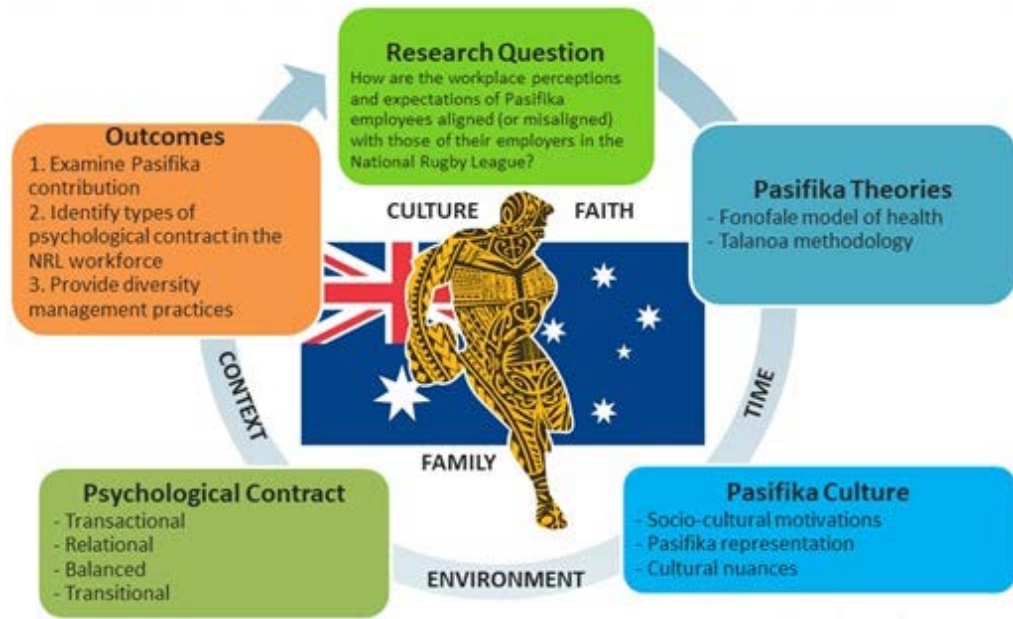 Research Question
How are the workplace perceptions
and expectations of Pasifika
employees aligned (or misaligned)
with those of their employers in the
National Rugby League?
Outcomes
1. Examine Pasifika
contribution
2. Identify types of
psychological contract in the
NRL workforce
3. Provide diversity
management practices
CULTURE
FAITH
Pasifika Theories
- Fonofale model of health
- Talanoa methodology
CONTEXT
TIME
FAMILY
Psychological Contract
- Transactional
- Relational
- Balanced
- Transitional
ENVIRONMENT
Pasifika Culture
- Socio-cultural motivations
- Pasifika representation
- Cultural nuances